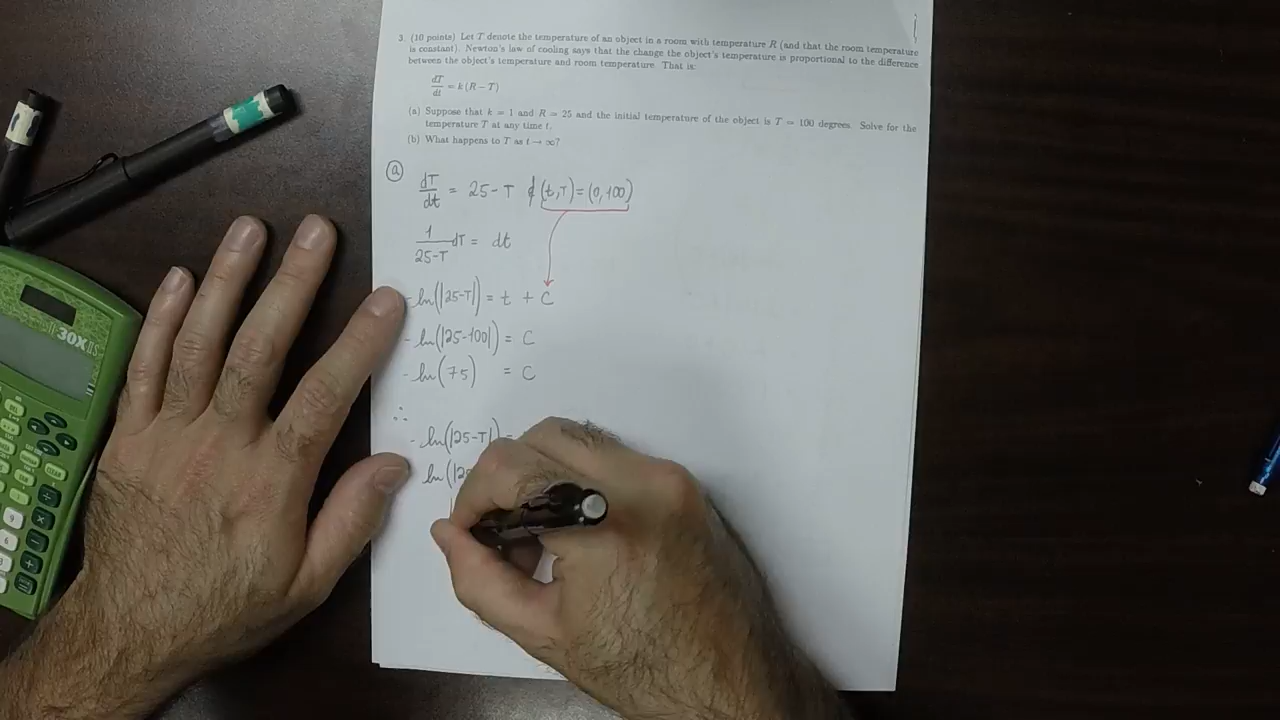 3. (10 points) Let T denote the temperature of an object in a room with temperature R (and that the room temperature
is constant). Newton's law of cooling says that the change the object's temperature is proportional to the difference
between the object's temperature and room temperature. That is:
dT/dt = k(R − T)
(a) Suppose that k = 1 and R = 25 and the initial temperature of the object is T = 100 degrees. Solve for the
temperature T at any time t.
(b) What happens to T as t → ∞?
(a)
dT/dt = 25 - T & (t,T) = (0,100)
1/(25-T) dT = dt
- ln(|25-T|) = t + C
- ln(|25-100|) = C
- ln(75) = C
∴
- ln(|25-T|) =
ln(|25
30X IIS